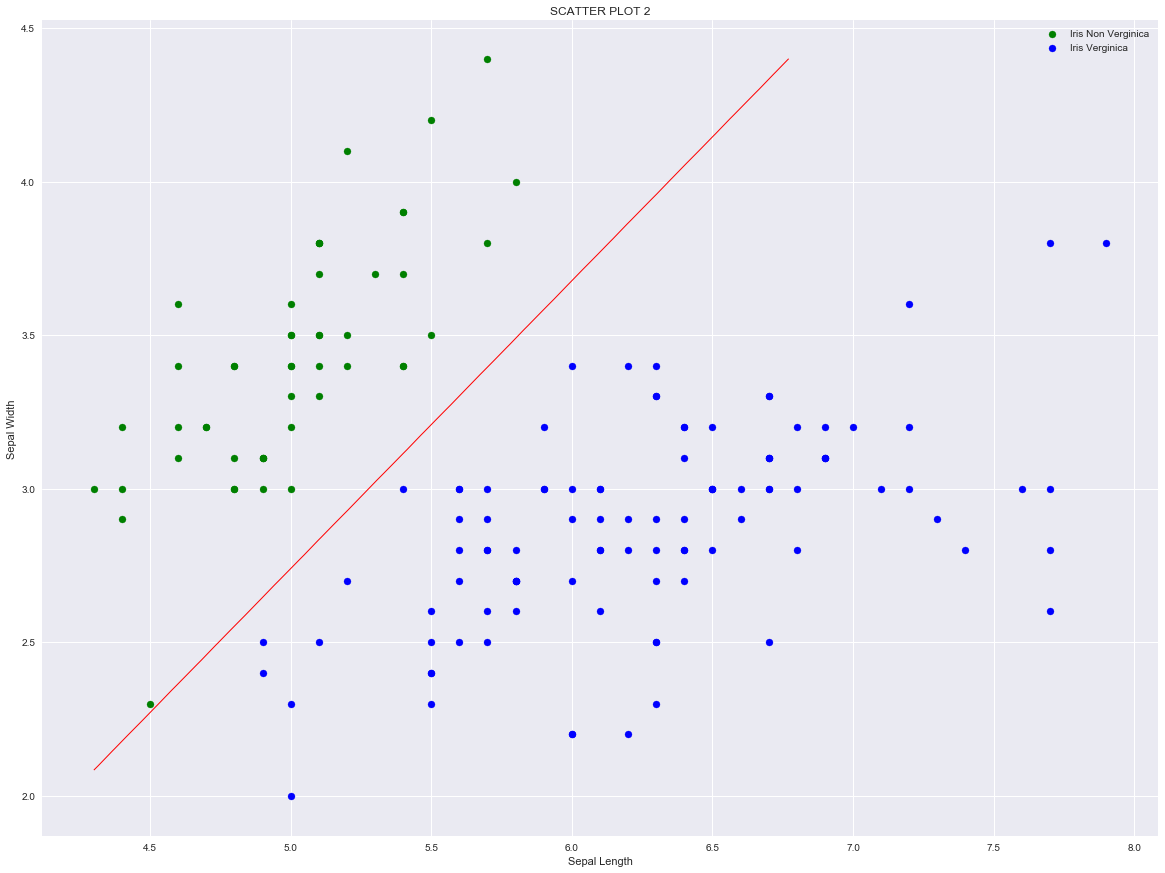 SCATTER PLOT 2
Iris Non Verginica
Iris Verginica
4.5
4.0
3.5
3.0
2.5
2.0
Sepal Width
4.5 5.0 5.5 6.0 6.5 7.0 7.5 8.0
Sepal Length